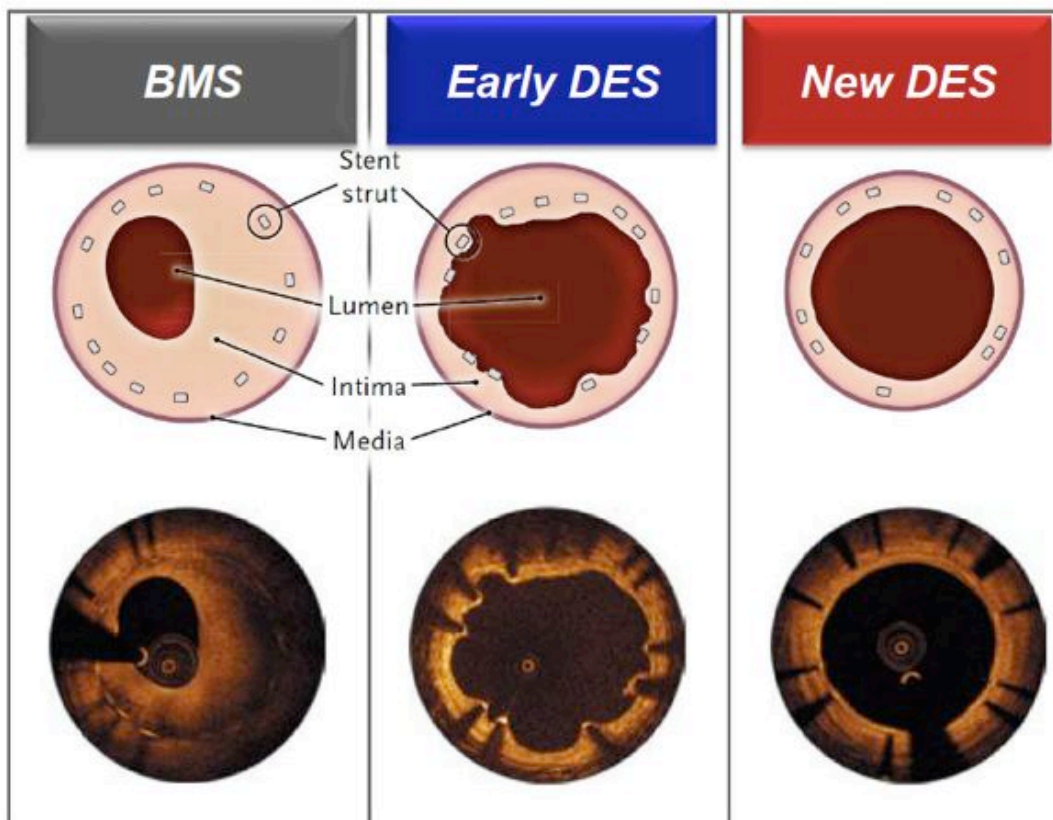 BMS
Early DES
New DES
Stent
strut
Lumen
Intima
Media